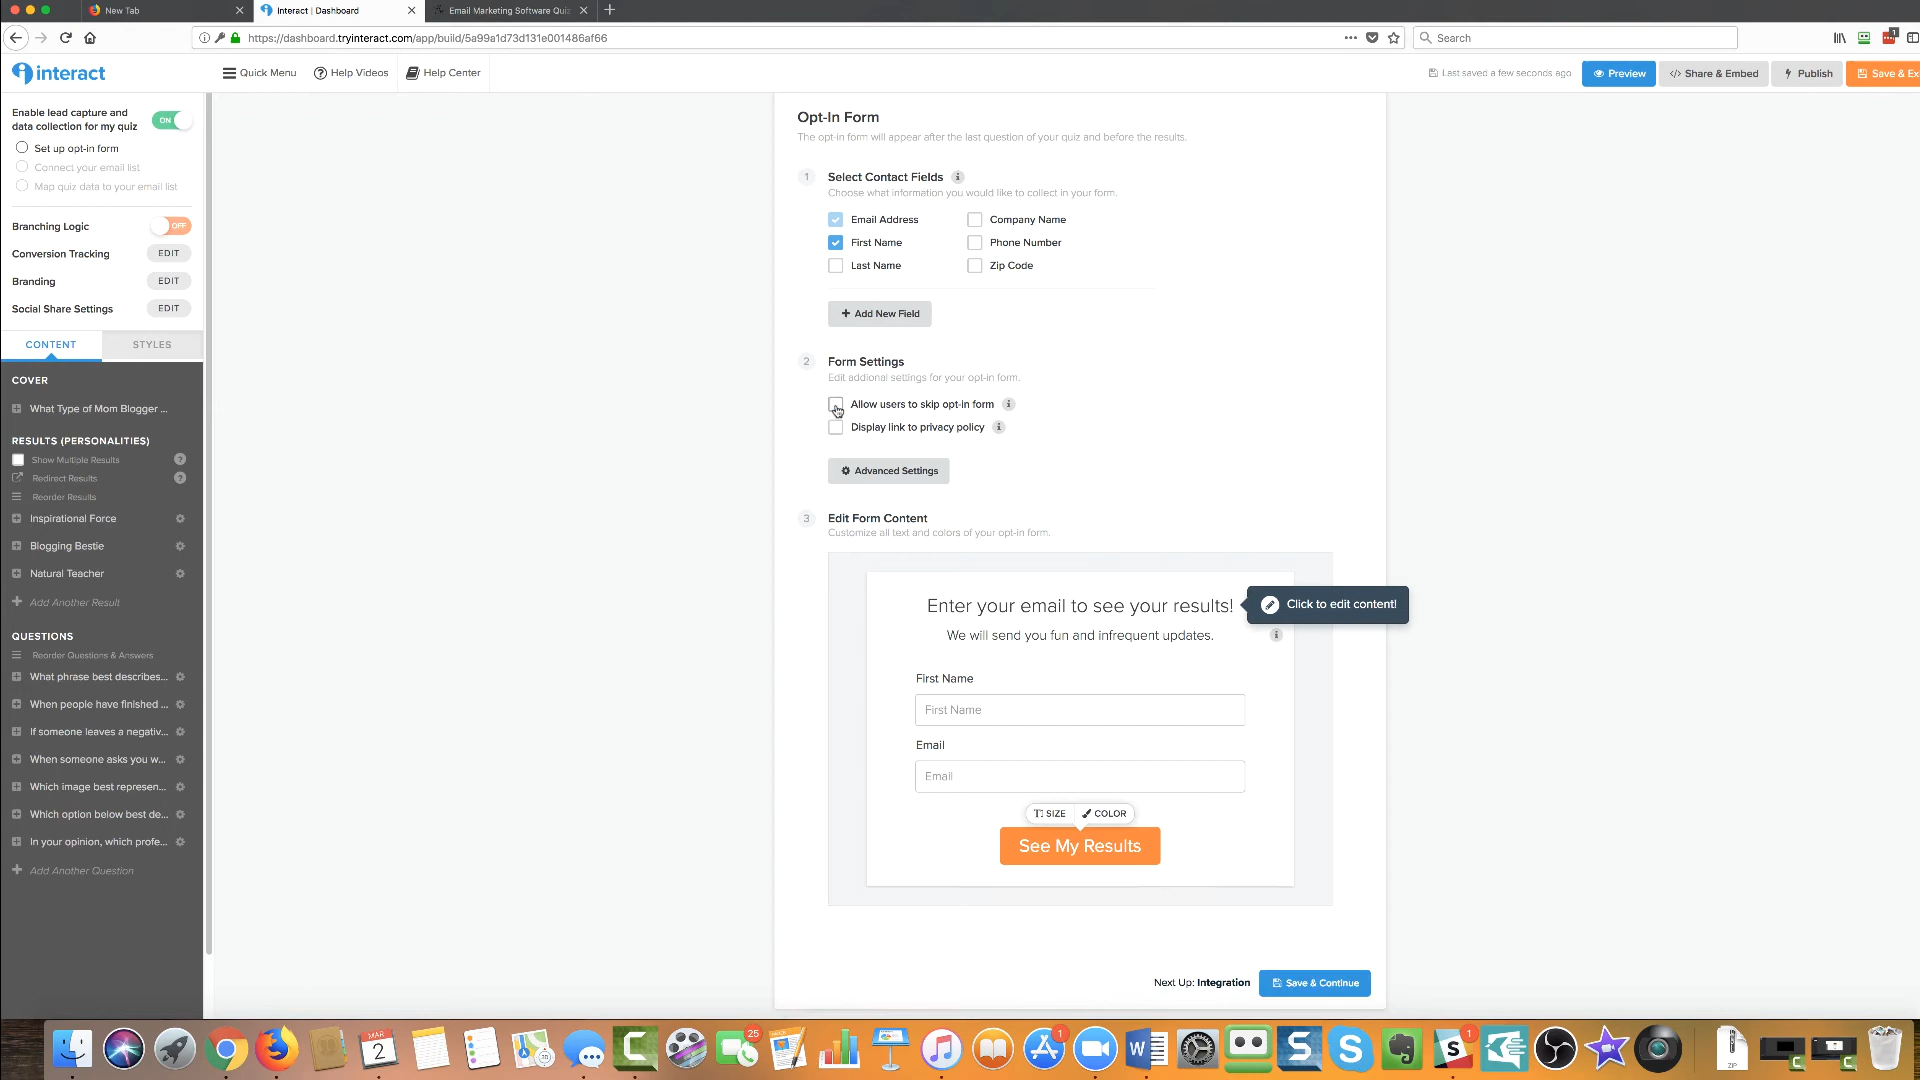 New Tab
Interact | Dashboard
Email Marketing Software Quiz
https://dashboard.tryinteract.com/app/build/5a99a1d73d131e001486af66
Search
interact
Quick Menu
Help Videos
Help Center
Last saved a few seconds ago
Preview
</> Share & Embed
Publish
Save & Ex
Enable lead capture and
data collection for my quiz
ON
Set up opt-in form
Connect your email list
Map quiz data to your email list
Branching Logic
OFF
Conversion Tracking
EDIT
Branding
EDIT
Social Share Settings
EDIT
CONTENT
STYLES
COVER
What Type of Mom Blogger ...
RESULTS (PERSONALITIES)
Show Multiple Results
Redirect Results
Reorder Results
Inspirational Force
Blogging Bestie
Natural Teacher
Add Another Result
QUESTIONS
Reorder Questions & Answers
What phrase best describes...
When people have finished ...
If someone leaves a negativ...
When someone asks you w...
Which image best represen...
Which option below best de...
In your opinion, which profe...
Add Another Question
Opt-In Form
The opt-in form will appear after the last question of your quiz and before the results.
1
Select Contact Fields
Choose what information you would like to collect in your form.
Email Address
Company Name
First Name
Phone Number
Last Name
Zip Code
+ Add New Field
2
Form Settings
Edit addional settings for your opt-in form.
Allow users to skip opt-in form
Display link to privacy policy
Advanced Settings
3
Edit Form Content
Customize all text and colors of your opt-in form.
Enter your email to see your results!
Click to edit content!
We will send you fun and infrequent updates.
First Name
First Name
Email
Email
SIZE
COLOR
See My Results
Next Up: Integration
Save & Continue
MAR
2
25
1
1
ZIP